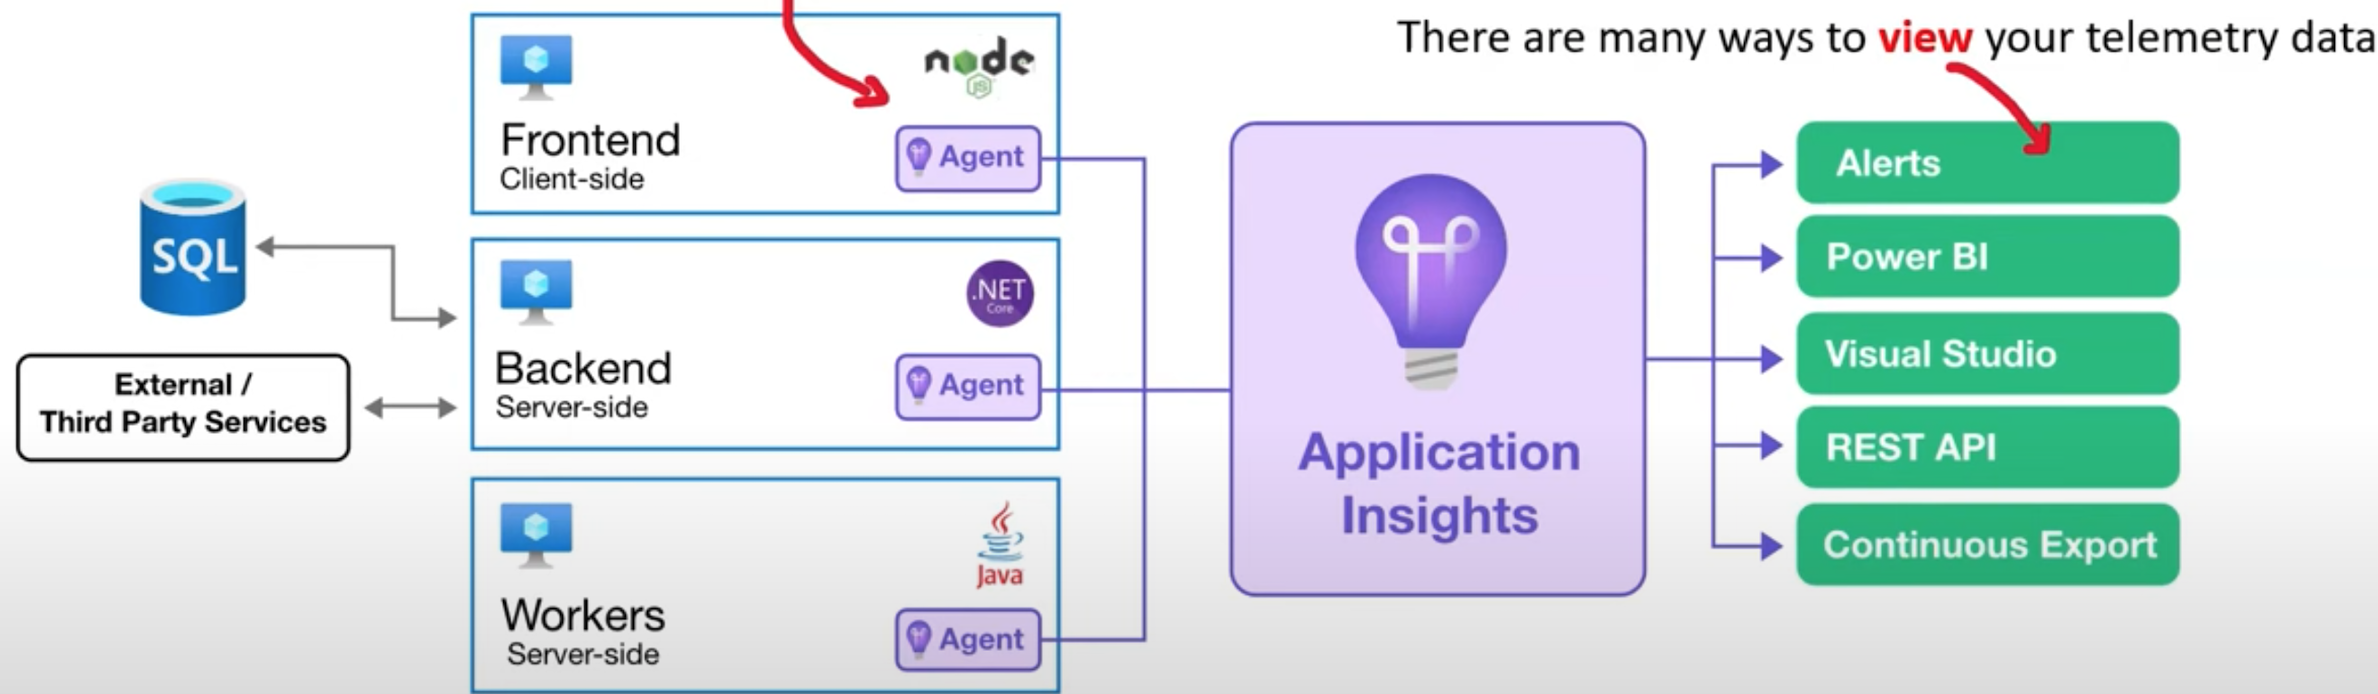 There are many ways to view your telemetry data
node
JS
Frontend
Client-side
Agent
SQL
External /
Third Party Services
.NET
Core
Backend
Server-side
Agent
Java
Workers
Server-side
Agent
Application
Insights
Alerts
Power BI
Visual Studio
REST API
Continuous Export